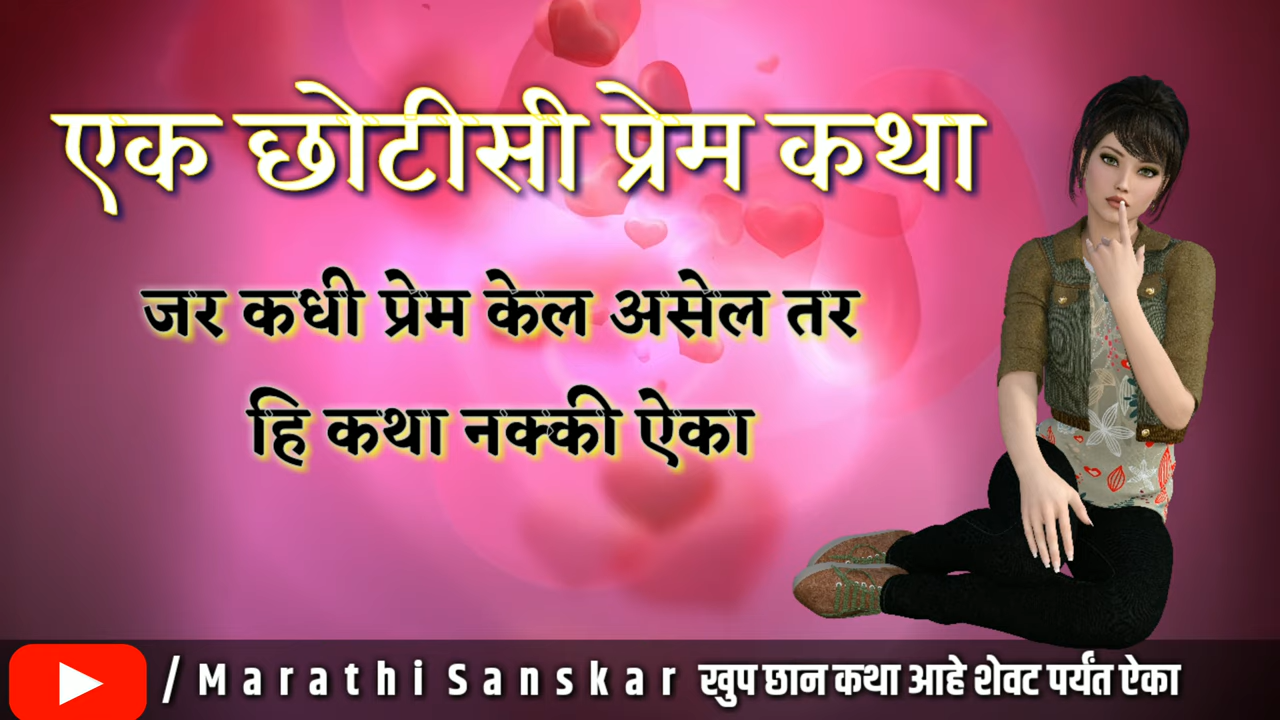 एक छोटीसी प्रेम कथा
जर कधी प्रेम केल असेल तर
हि कथा नक्की ऐका
/ Marathi Sanskar खुप छान कथा आहे शेवट पर्यंत ऐका